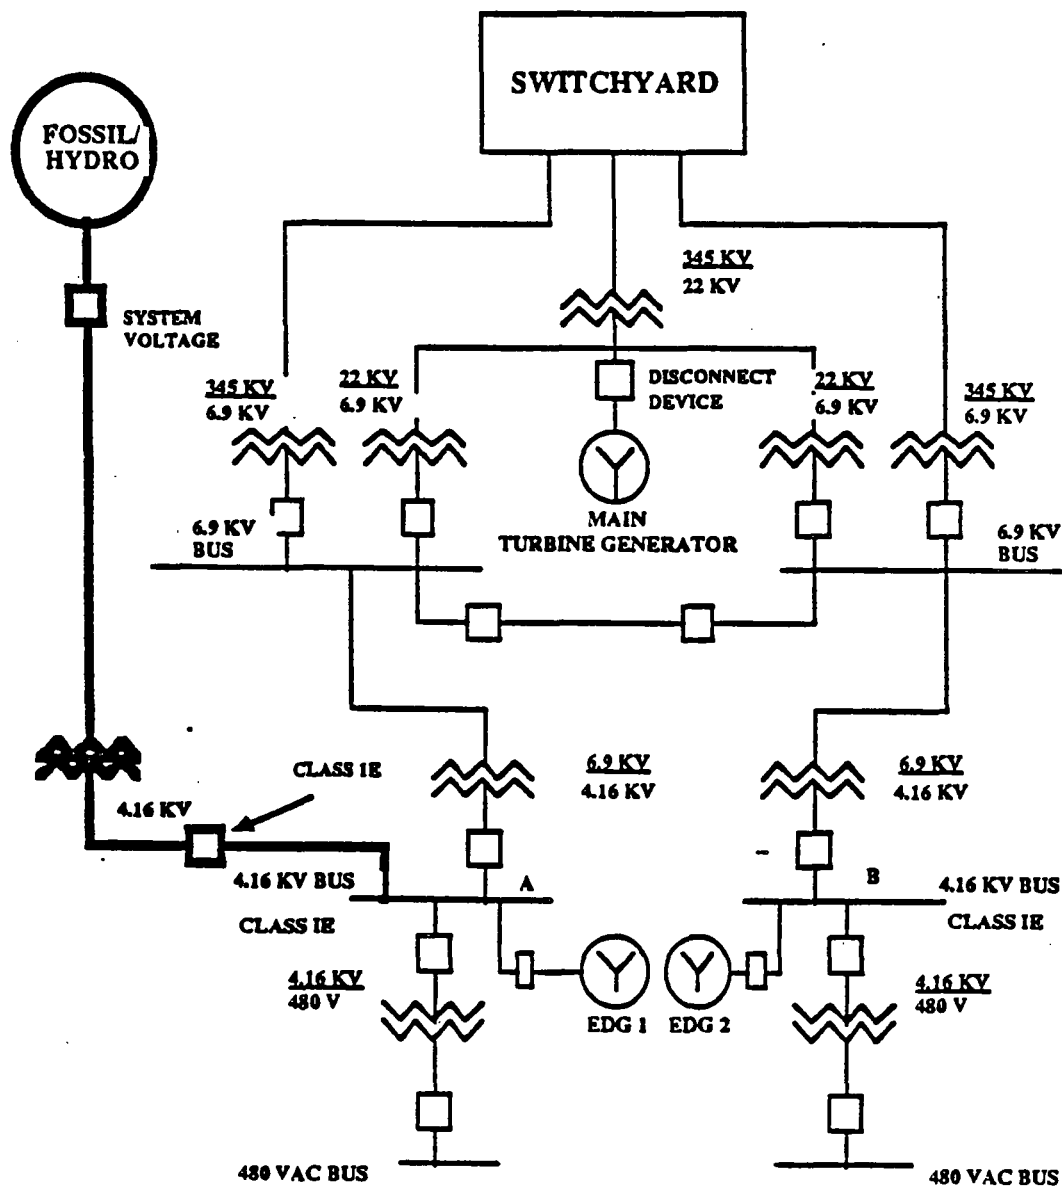 SWITCHYARD
FOSSIL/
HYDRO
345 KV
22 KV
SYSTEM
VOLTAGE
345 KV
6.9 KV
22 KV
6.9 KV
DISCONNECT
DEVICE
22 KV
6.9 KV
345 KV
6.9 KV
6.9 KV
BUS
MAIN
TURBINE GENERATOR
6.9 KV
BUS
CLASS 1E
6.9 KV
4.16 KV
6.9 KV
4.16 KV
4.16 KV
4.16 KV BUS
A
B
4.16 KV BUS
CLASS IE
CLASS IE
4.16 KV
480 V
EDG 1
EDG 2
4.16 KV
480 V
480 VAC BUS
480 VAC BUS